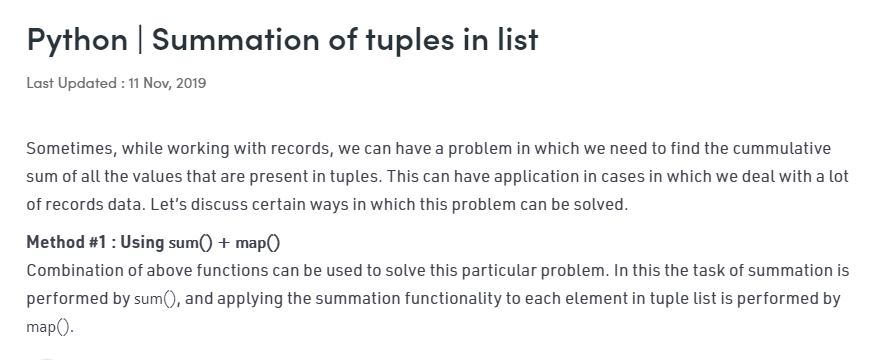 Python | Summation of tuples in list
Last Updated : 11 Nov, 2019
Sometimes, while working with records, we can have a problem in which we need to find the cummulative
sum of all the values that are present in tuples. This can have application in cases in which we deal with a lot
of records data. Let's discuss certain ways in which this problem can be solved.
Method #1 : Using sum() + map()
Combination of above functions can be used to solve this particular problem. In this the task of summation is
performed by sum(), and applying the summation functionality to each element in tuple list is performed by
map().